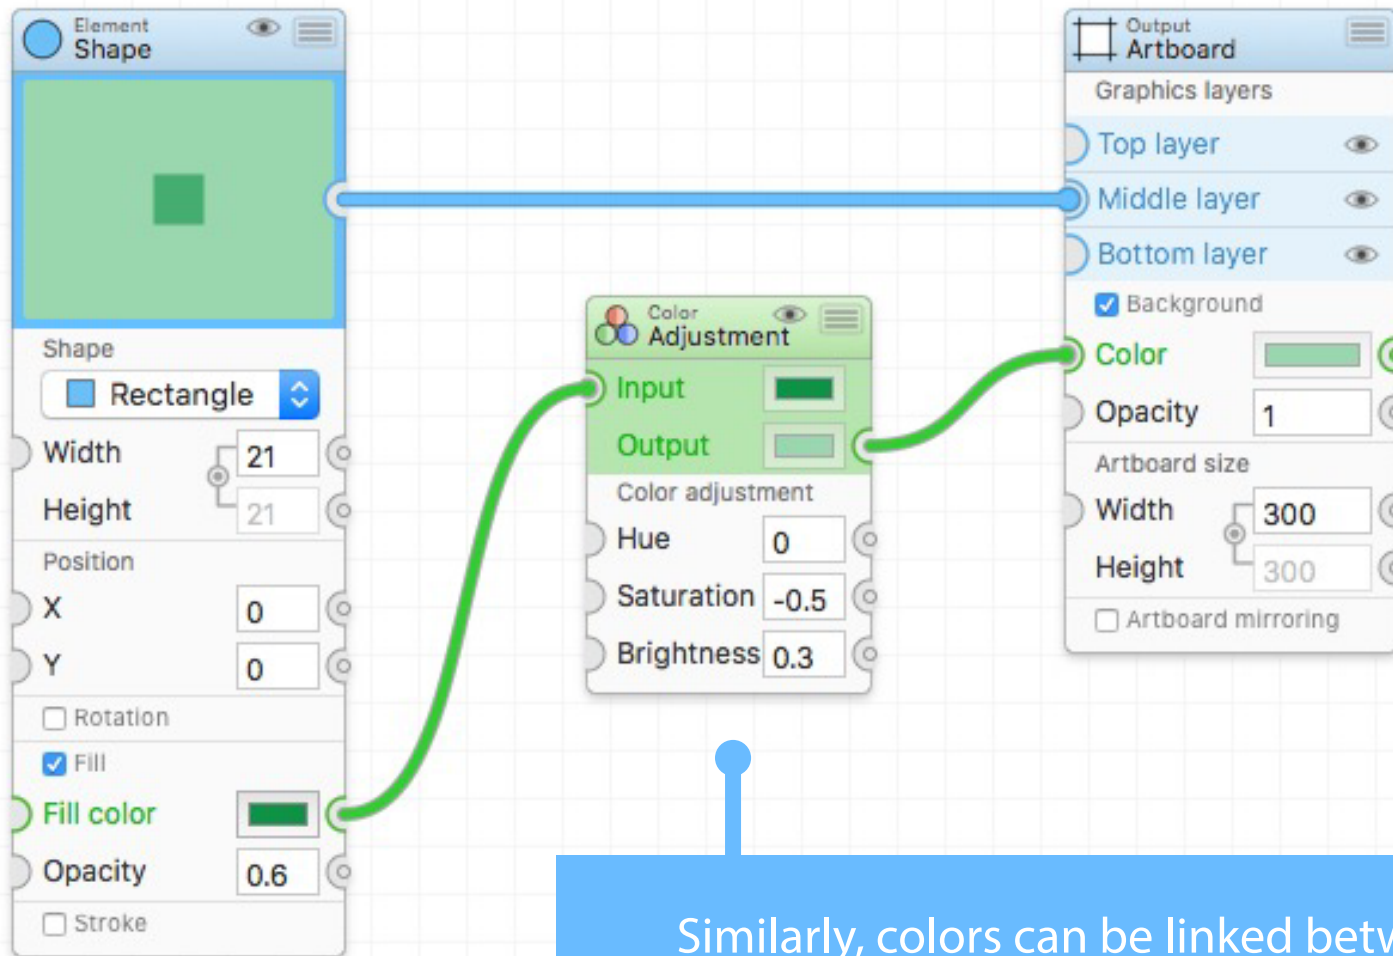 Element
Shape
Shape
Rectangle
Width 21
Height 21
Position
X 0
Y 0
Rotation
Fill
Fill color
Opacity 0.6
Stroke
Color
Adjustment
Input
Output
Color adjustment
Hue 0
Saturation -0.5
Brightness 0.3
Output
Artboard
Graphics layers
Top layer
Middle layer
Bottom layer
Background
Color
Opacity 1
Artboard size
Width 300
Height 300
Artboard mirroring
Similarly, colors can be linked